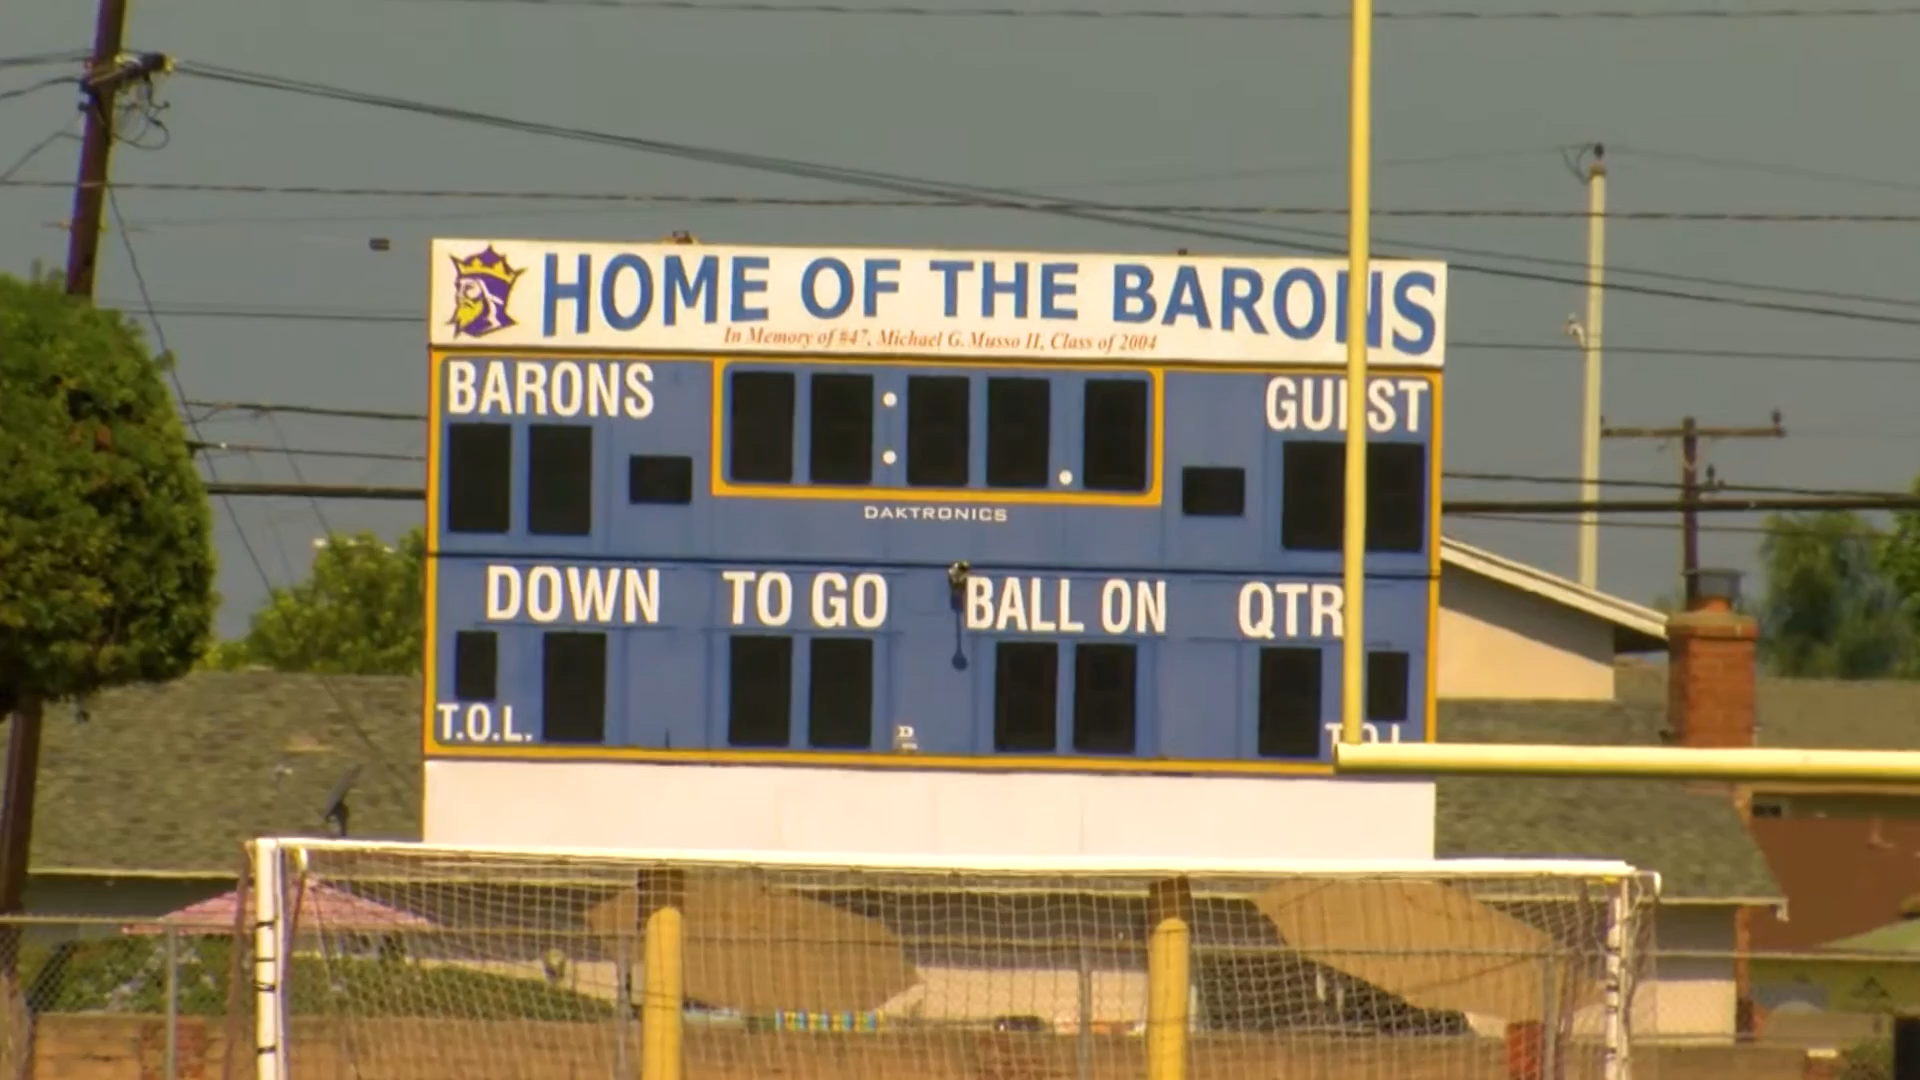 HOME OF THE BARONS
In Memory of #47, Michael G. Musso II, Class of 2004
BARONS
GUEST
DAKTRONICS
DOWN TO GO BALL ON QTR
T.O.L.
T.O.L.